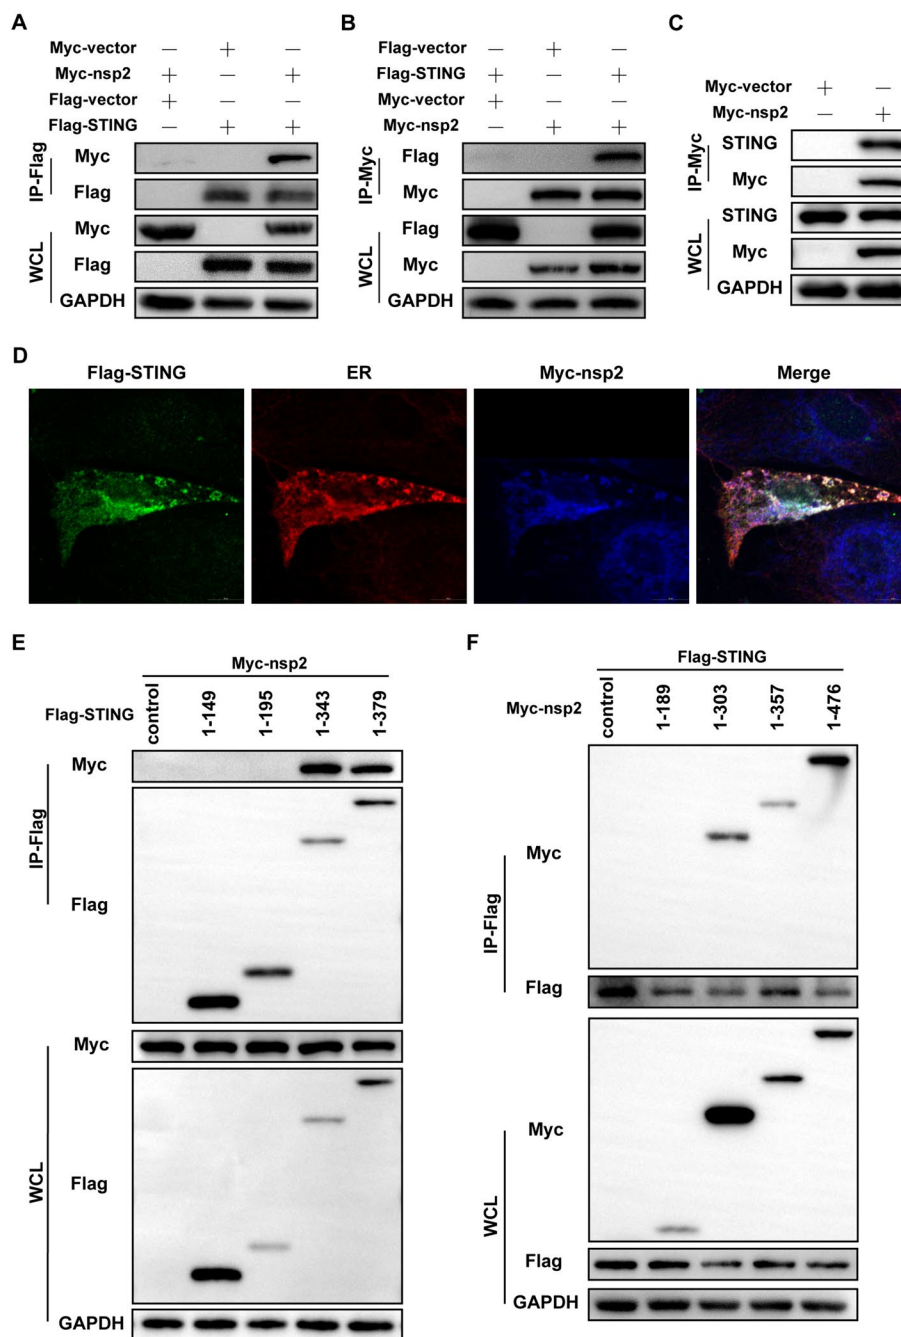 A
Myc-vector — + —
Myc-nsp2 + — +
Flag-vector + — —
Flag-STING — + +
IP-Flag
Myc
Flag
WCL
Myc
Flag
GAPDH
B
Flag-vector — + —
Flag-STING + — +
Myc-vector + — —
Myc-nsp2 — + +
IP-Myc
Flag
Myc
WCL
Flag
Myc
GAPDH
C
Myc-vector + —
Myc-nsp2 — +
IP-Myc
STING
Myc
WCL
STING
Myc
GAPDH
D
Flag-STING ER Myc-nsp2 Merge
E
Myc-nsp2
Flag-STING control 1-149 1-195 1-343 1-379
IP-Flag
Myc
Flag
WCL
Myc
Flag
GAPDH
F
Flag-STING
Myc-nsp2 control 1-189 1-303 1-357 1-476
IP-Flag
Myc
Flag
WCL
Myc
Flag
GAPDH